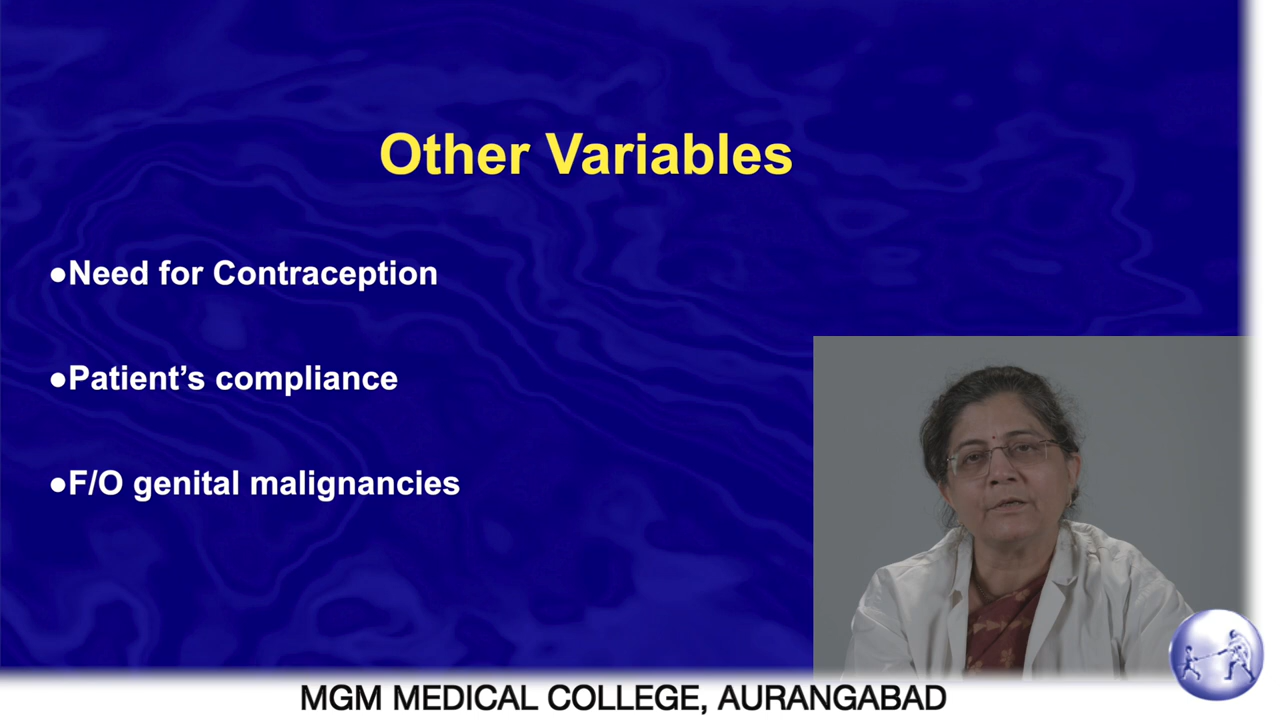 Other Variables
●Need for Contraception
●Patient’s compliance
●F/O genital malignancies
MGM MEDICAL COLLEGE, AURANGABAD